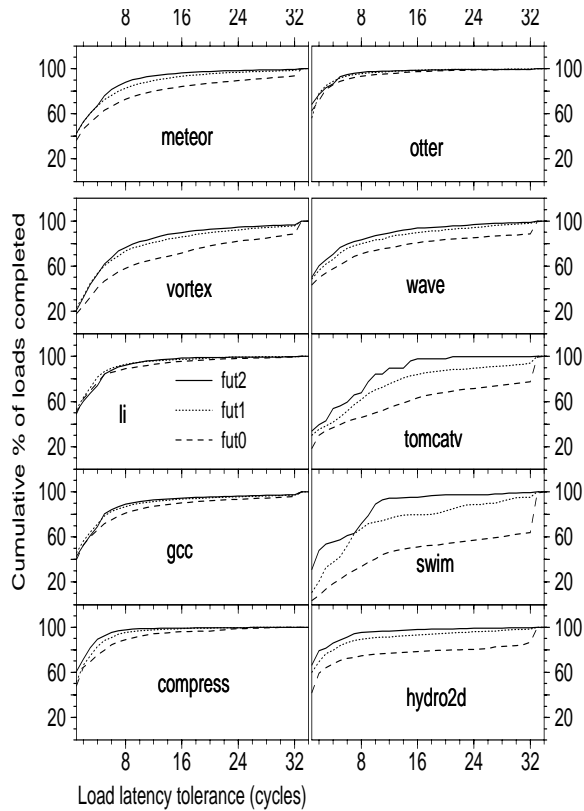 8 16 24 32 8 16 24 32
100
60
20
meteor
100
60
20
otter
100
60
20
vortex
100
60
20
wave
100
60
20
li
fut2
fut1
fut0
100
60
20
tomcatv
100
60
20
gcc
100
60
20
swim
100
60
20
compress
100
60
20
hydro2d
8 16 24 32 8 16 24 32
Cumulative % of loads completed
Load latency tolerance (cycles)